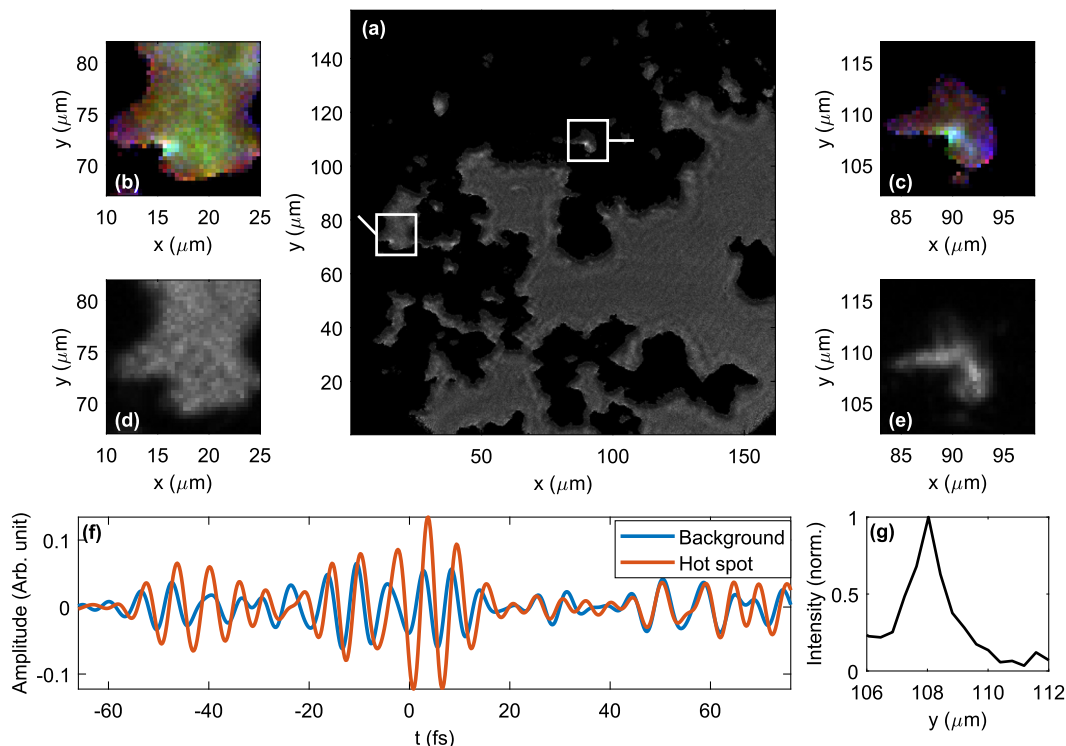 (a)
y (μm)
140
120
100
80
60
40
20
50
100
150
x (μm)
(b)
y (μm)
80
75
70
10
15
20
25
x (μm)
(c)
y (μm)
115
110
105
85
90
95
x (μm)
(d)
y (μm)
80
75
70
10
15
20
25
x (μm)
(e)
y (μm)
115
110
105
85
90
95
x (μm)
(f)
Amplitude (Arb. unit)
0.1
0
-0.1
-60
-40
-20
0
20
40
60
t (fs)
Background
Hot spot
(g)
Intensity (norm.)
1
0.5
0
106
108
110
112
y (μm)